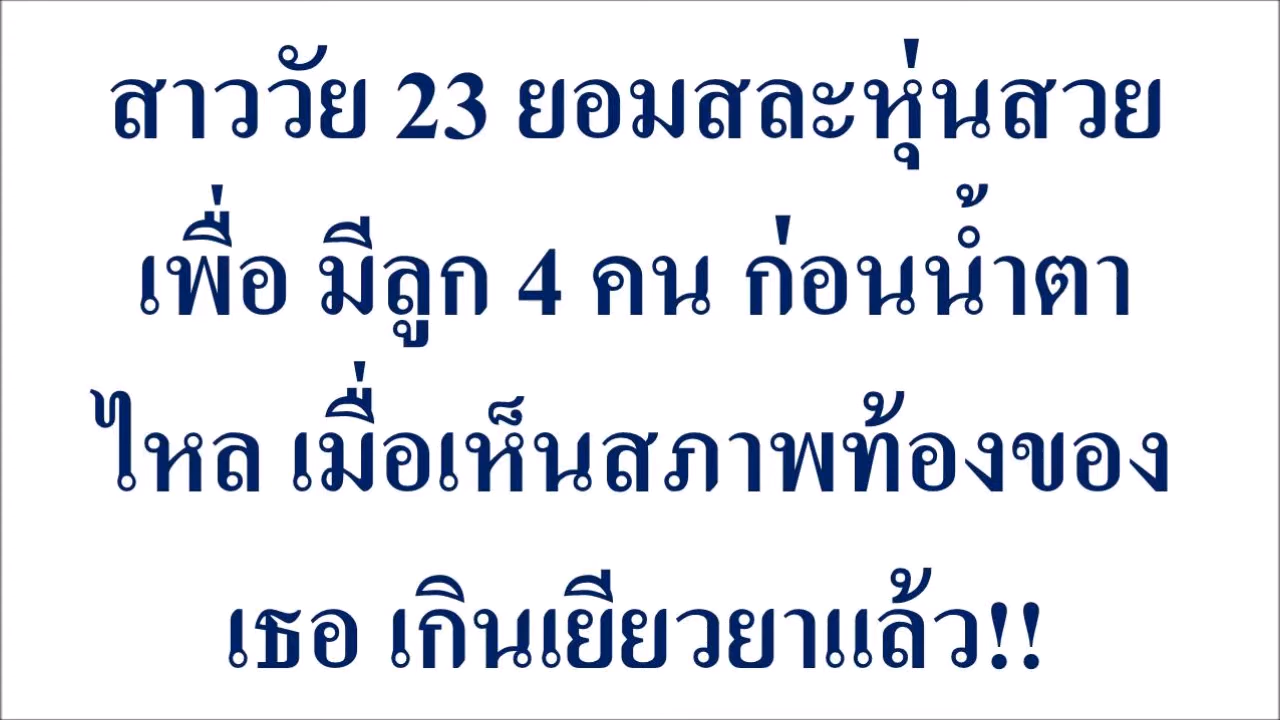 สาววัย 23 ยอมสละหุ่นสวย
เพื่อ มีลูก 4 คน ก่อนน้ำตา
ไหล เมื่อเห็นสภาพท้องของ
เธอ เกินเยียวยาแล้ว!!